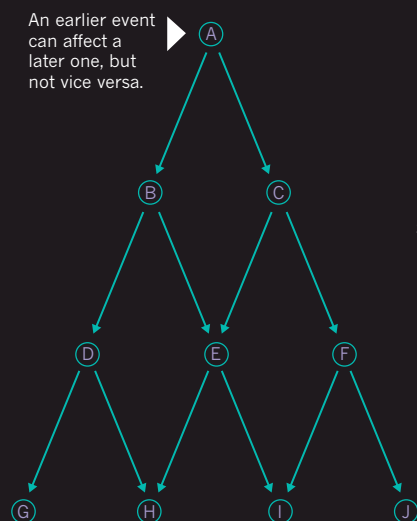 An earlier event
can affect a
later one, but
not vice versa.
A
B C
D E F
G H I J